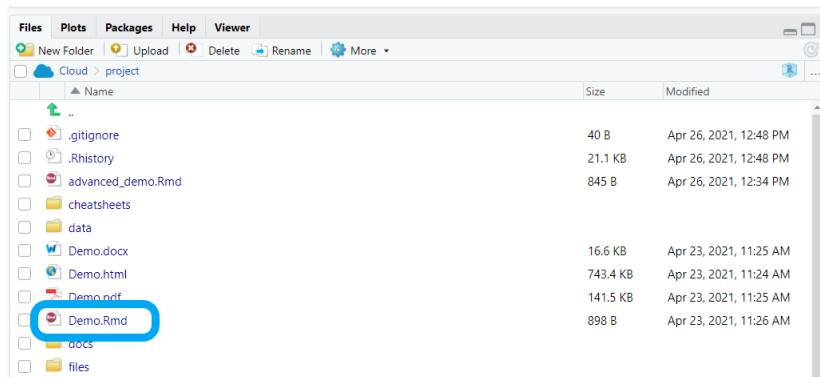 Files Plots Packages Help Viewer
New Folder Upload Delete Rename More
Cloud > project ...
Name Size Modified
..
.gitignore 40 B Apr 26, 2021, 12:48 PM
.Rhistory 21.1 KB Apr 26, 2021, 12:48 PM
advanced_demo.Rmd 845 B Apr 26, 2021, 12:34 PM
cheatsheets
data
Demo.docx 16.6 KB Apr 23, 2021, 11:25 AM
Demo.html 743.4 KB Apr 23, 2021, 11:24 AM
Demo.pdf 141.5 KB Apr 23, 2021, 11:25 AM
Demo.Rmd 898 B Apr 23, 2021, 11:26 AM
docs
files